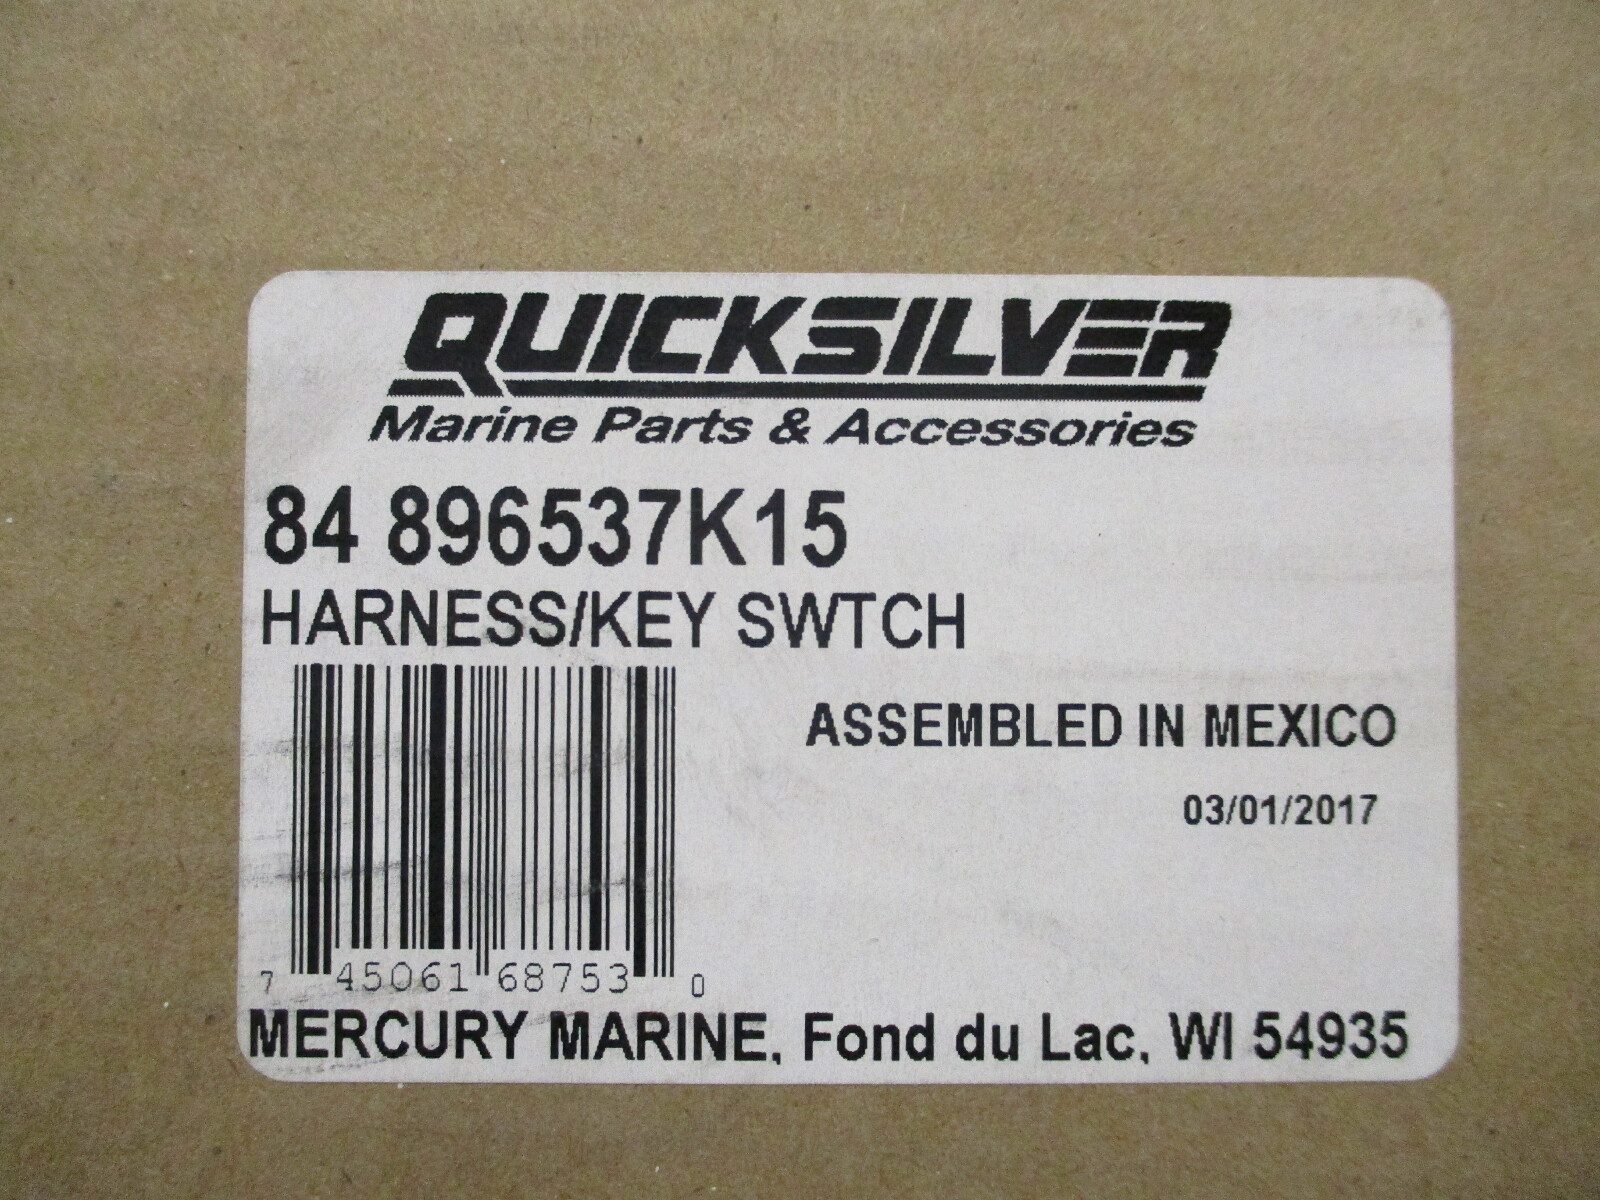 QUICKSILVER
Marine Parts & Accessories
84 896537K15
HARNESS/KEY SWTCH
ASSEMBLED IN MEXICO
03/01/2017
7 45061 68753 0
MERCURY MARINE, Fond du Lac, WI 54935